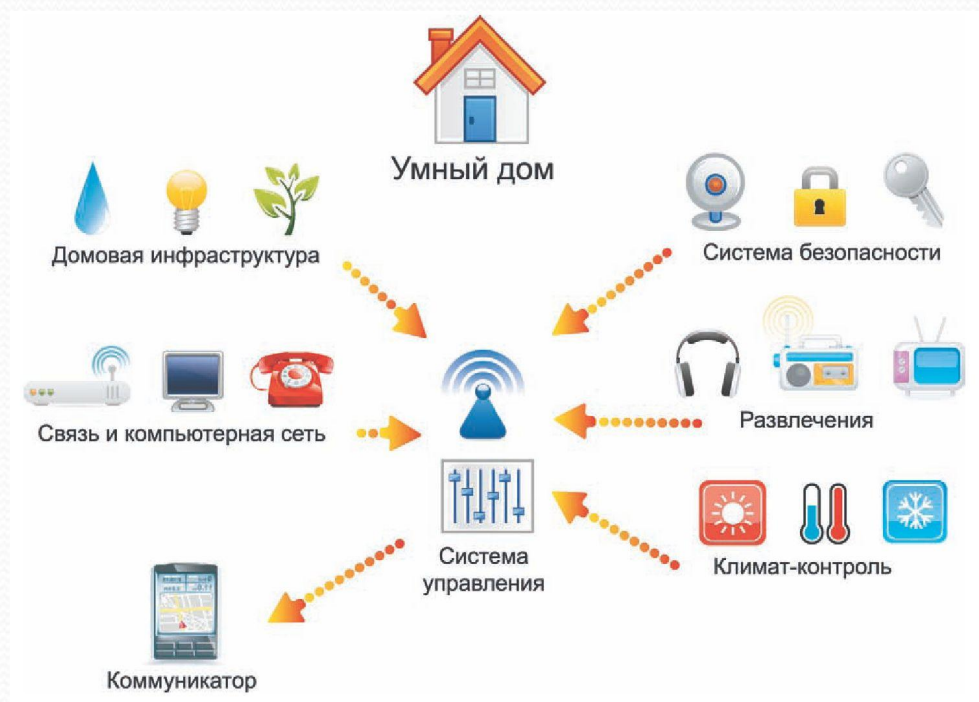 Умный дом
Домовая инфраструктура
Система безопасности
Связь и компьютерная сеть
Развлечения
Система
управления
Климат-контроль
Коммуникатор